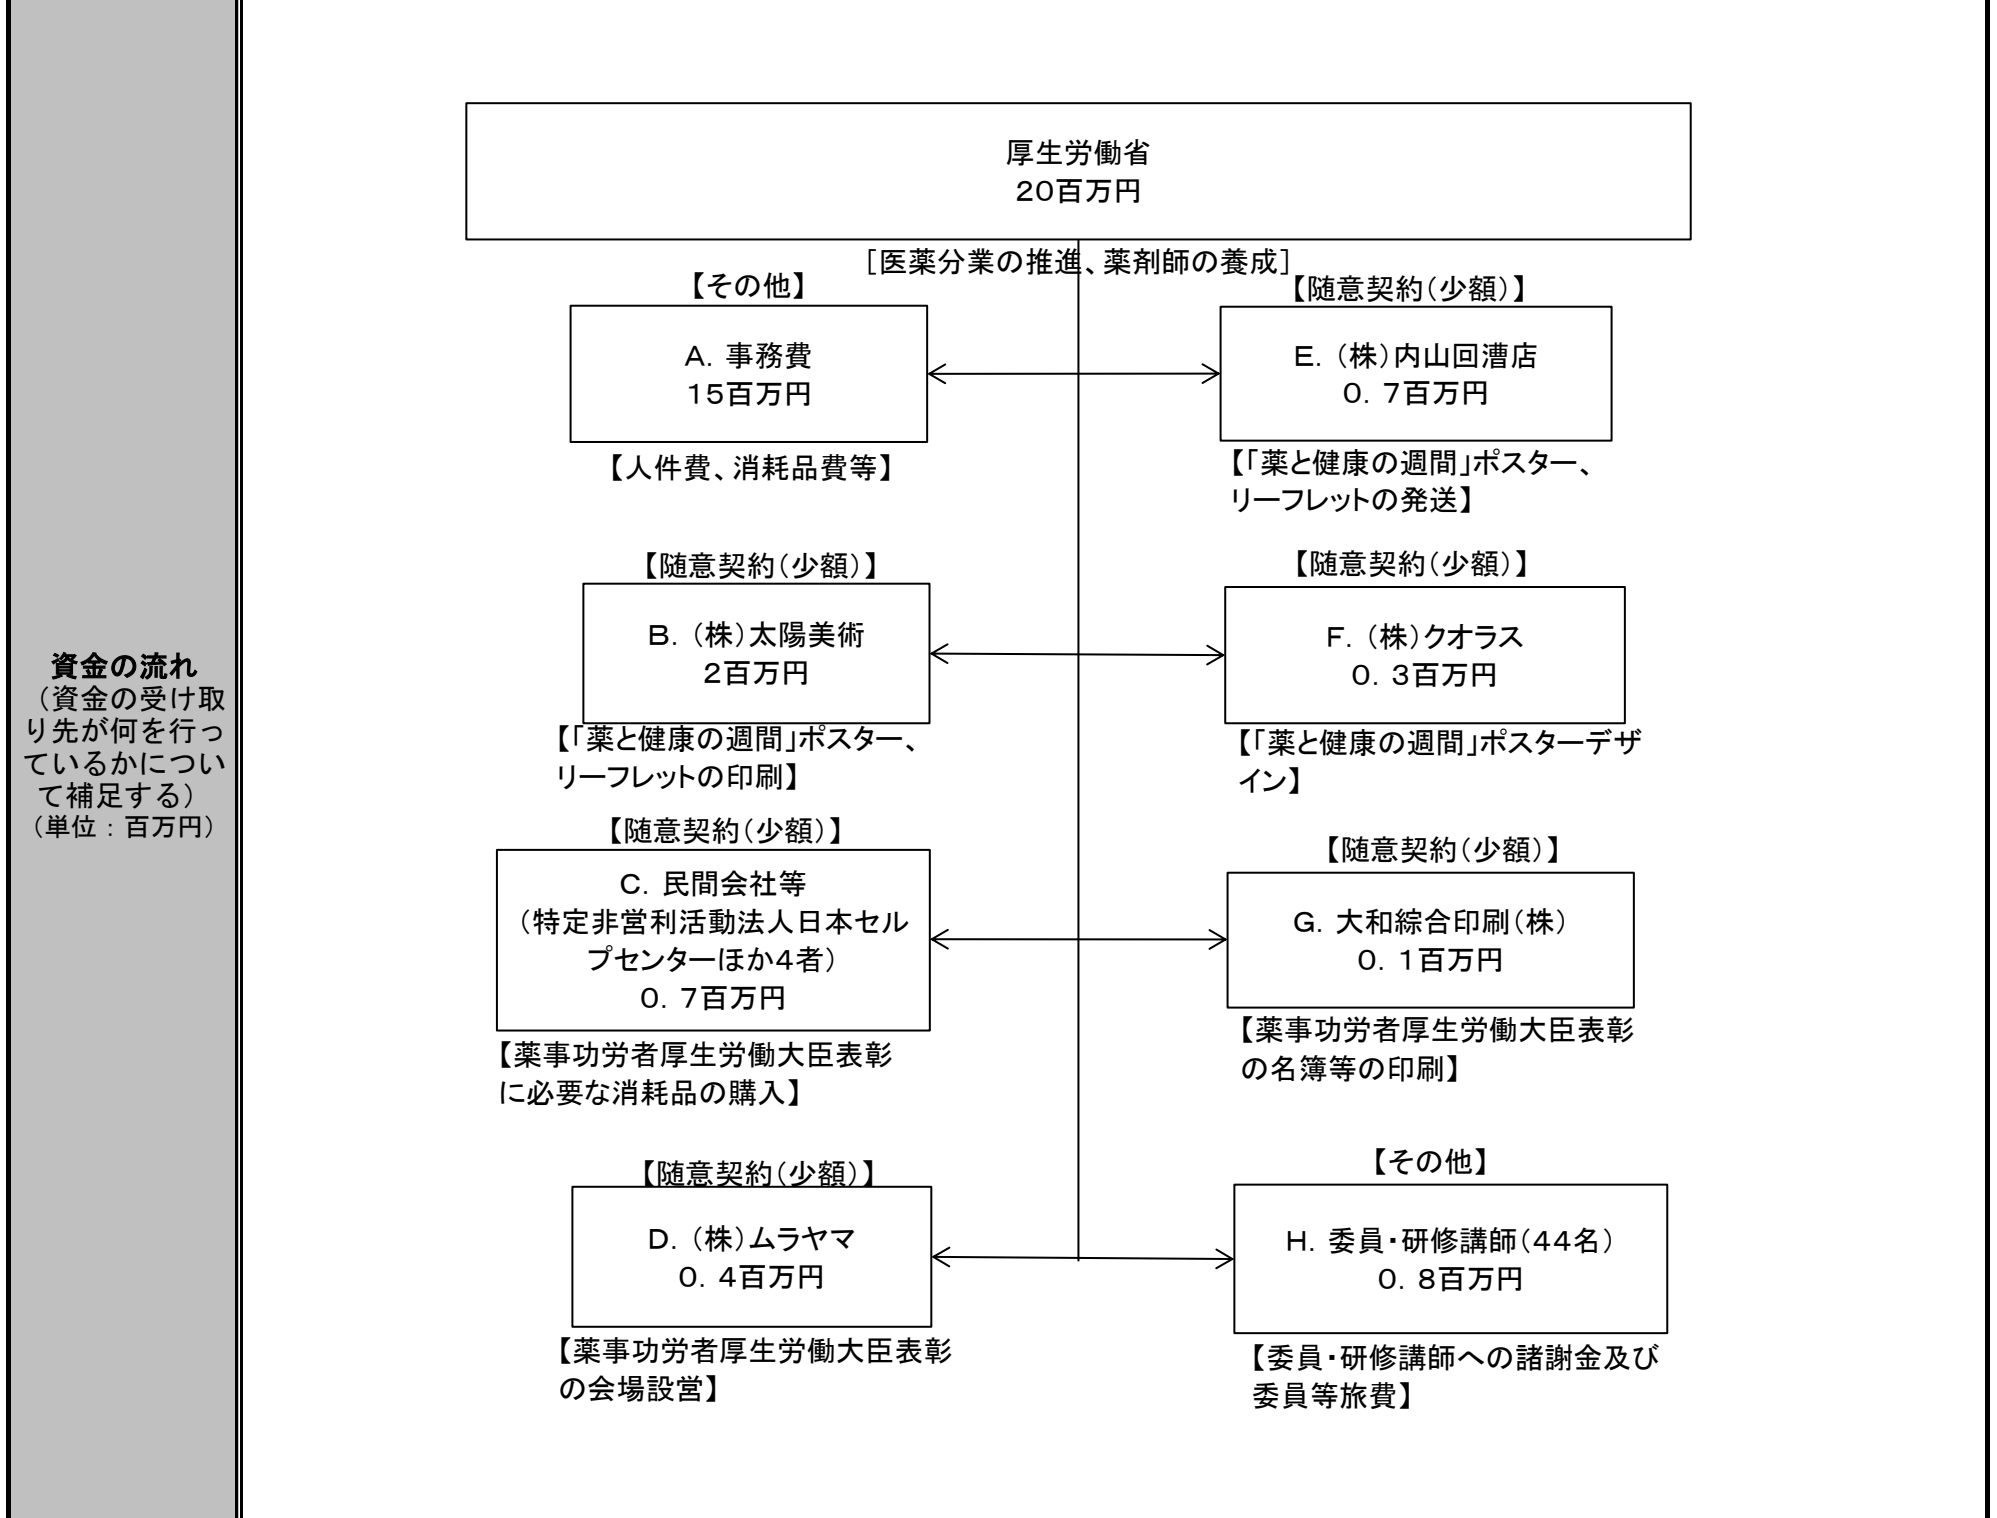 資金の流れ
（資金の受け取
り先が何を行っ
ているかについ
て補足する）
（単位：百万円）
厚生労働省
２０百万円
［医薬分業の推進、薬剤師の養成］
【その他】
Ａ．事務費
１５百万円
【人件費、消耗品費等】
【随意契約（少額）】
Ｅ．（株）内山回漕店
０．７百万円
【「薬と健康の週間」ポスター、
リーフレットの発送】
【随意契約（少額）】
Ｂ．（株）太陽美術
２百万円
【「薬と健康の週間」ポスター、
リーフレットの印刷】
【随意契約（少額）】
Ｆ．（株）クオラス
０．３百万円
【「薬と健康の週間」ポスターデザ
イン】
【随意契約（少額）】
Ｃ．民間会社等
（特定非営利活動法人日本セル
プセンターほか４者）
０．７百万円
【薬事功労者厚生労働大臣表彰
に必要な消耗品の購入】
【随意契約（少額）】
Ｇ．大和綜合印刷（株）
０．１百万円
【薬事功労者厚生労働大臣表彰
の名簿等の印刷】
【随意契約（少額）】
Ｄ．（株）ムラヤマ
０．４百万円
【薬事功労者厚生労働大臣表彰
の会場設営】
【その他】
Ｈ．委員・研修講師（４４名）
０．８百万円
【委員・研修講師への諸謝金及び
委員等旅費】